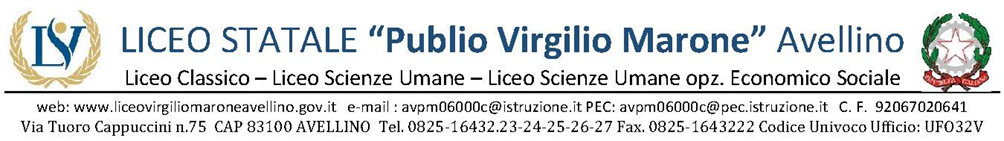 LICEO STATALE “Publio Virgilio Marone” Avellino
Liceo Classico – Liceo Scienze Umane – Liceo Scienze Umane opz. Economico Sociale
web: www.liceovirgiliomaroneavellino.gov.it e-mail : avpm06000c@istruzione.it PEC: avpm06000c@pec.istruzione.it C. F. 92067020641
Via Tuoro Cappuccini n.75 CAP 83100 AVELLINO Tel. 0825-16432.23-24-25-26-27 Fax. 0825-1643222 Codice Univoco Ufficio: UFO32V